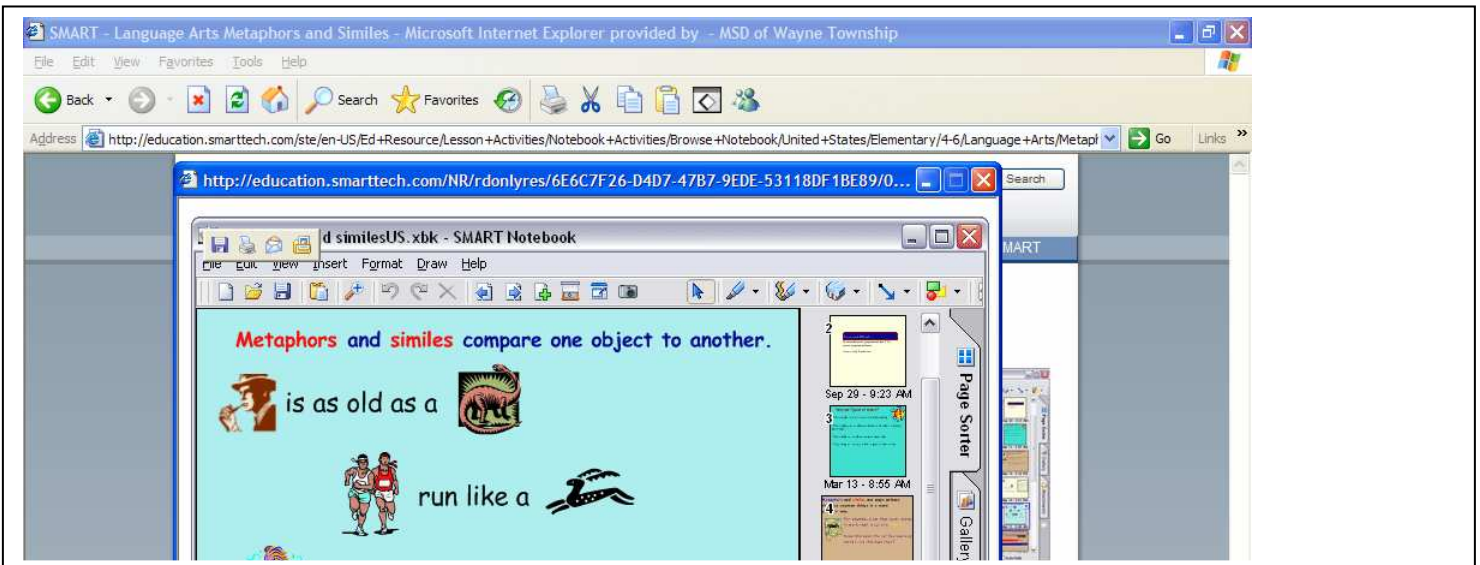 SMART - Language Arts Metaphors and Similes - Microsoft Internet Explorer provided by - MSD of Wayne Township
File Edit View Favorites Tools Help
Back Search Favorites
Address http://education.smarttech.com/ste/en-US/Ed+Resource/Lesson+Activities/Notebook+Activities/Browse+Notebook/United+States/Elementary/4-6/Language+Arts/Metaph Go Links »
http://education.smarttech.com/NR/rdonlyres/6E6C7F26-D4D7-47B7-9EDE-53118DF1BE89/0...
Search
d similesUS.xbk - SMART Notebook
MART
File Edit View Insert Format Draw Help
Metaphors and similes compare one object to another.
2
Sep 29 - 9:23 AM
is as old as a
3
Mar 13 - 8:55 AM
run like a
4
Page Sorter
Gallery